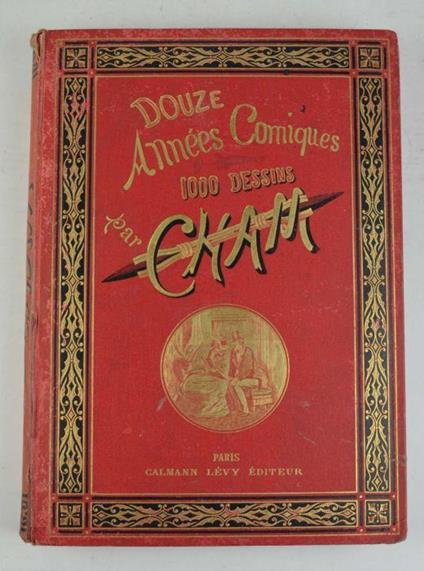 DOUZE
Années Comiques
1000 DESSINS
par CHAM
PARIS
CALMANN LÉVY ÉDITEUR